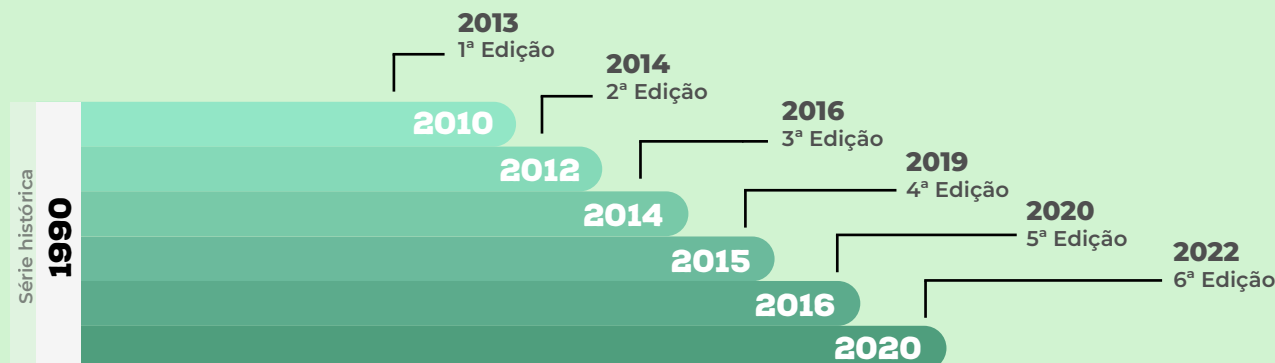 2013
1ª Edição
2014
2ª Edição
2016
3ª Edição
2019
4ª Edição
2020
5ª Edição
2022
6ª Edição
Série histórica
1990
2010
2012
2014
2015
2016
2020